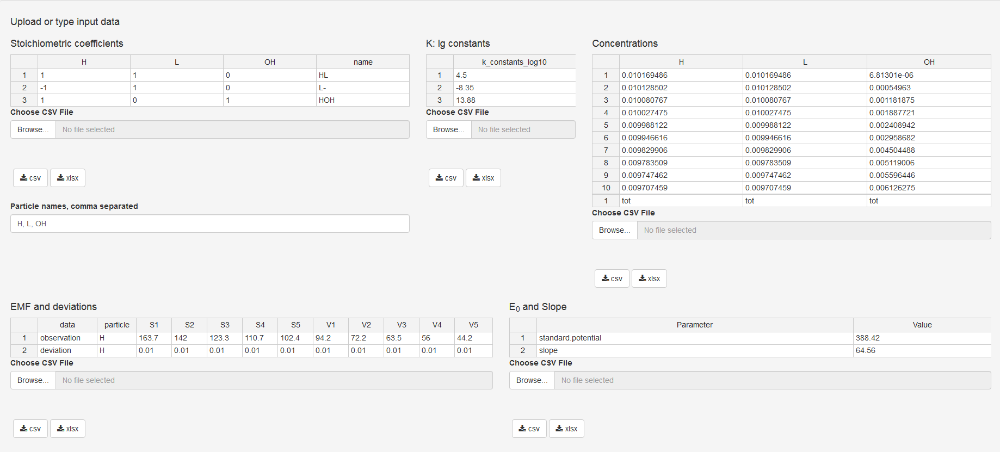 Upload or type input data
Stoichiometric coefficients
H L OH name
1 1 1 0 HL
2 -1 1 0 L-
3 1 0 1 HOH
Choose CSV File
Browse... No file selected
csv xlsx
Particle names, comma separated
H, L, OH
K: lg constants
k_constants_log10
1 4.5
2 -8.35
3 13.88
Choose CSV File
Browse... No file selected
csv xlsx
Concentrations
H L OH
1 0.010169486 0.010169486 6.81301e-06
2 0.010128502 0.010128502 0.00054963
3 0.010080767 0.010080767 0.001181875
4 0.010027475 0.010027475 0.001887721
5 0.009988122 0.009988122 0.002408942
6 0.009946616 0.009946616 0.002958682
7 0.009829906 0.009829906 0.004504488
8 0.009783509 0.009783509 0.005119006
9 0.009747462 0.009747462 0.005596446
10 0.009707459 0.009707459 0.006126275
1 tot tot tot
Choose CSV File
Browse... No file selected
csv xlsx
EMF and deviations
data particle S1 S2 S3 S4 S5 V1 V2 V3 V4 V5
1 observation H 163.7 142 123.3 110.7 102.4 94.2 72.2 63.5 56 44.2
2 deviation H 0.01 0.01 0.01 0.01 0.01 0.01 0.01 0.01 0.01 0.01
Choose CSV File
Browse... No file selected
csv xlsx
E0 and Slope
Parameter Value
1 standard.potential 388.42
2 slope 64.56
Choose CSV File
Browse... No file selected
csv xlsx